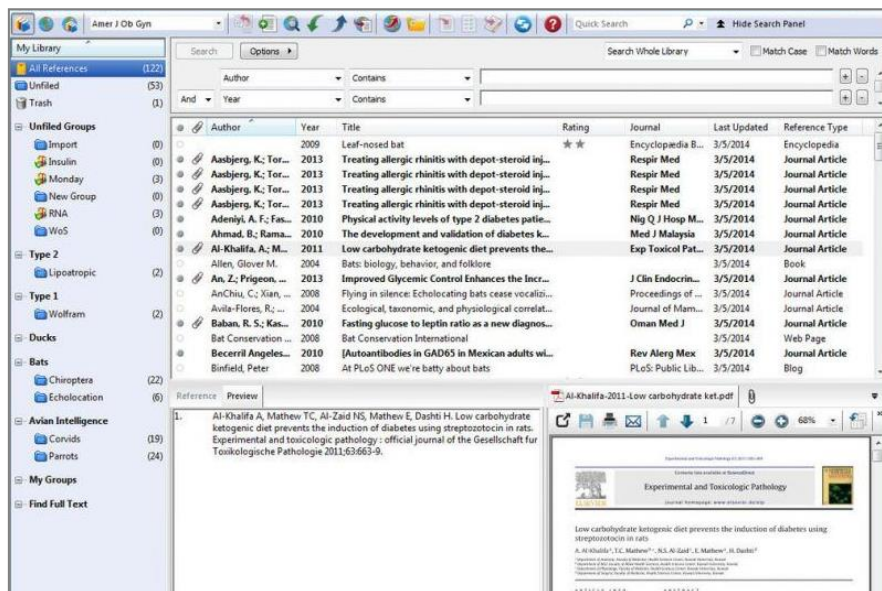 Amer J Ob Gyn
Quick Search
Hide Search Panel
My Library
All References (122)
Unfiled (53)
Trash (1)
Unfiled Groups
Import (0)
Insulin (0)
Monday (3)
New Group (0)
RNA (3)
WoS (0)
Type 2
Lipoatropic (2)
Type 1
Wolfram (2)
Ducks
Bats
Chiroptera (22)
Echolocation (6)
Avian Intelligence
Corvids (19)
Parrots (24)
My Groups
Find Full Text
Search Options Search Whole Library Match Case Match Words
Author Contains
And Year Contains
Author Year Title Rating Journal Last Updated Reference Type
2009 Leaf-nosed bat ★★ Encyclopædia B... 3/5/2014 Encyclopedia
Aasbjerg, K.; Tor... 2013 Treating allergic rhinitis with depot-steroid inj... Respir Med 3/5/2014 Journal Article
Aasbjerg, K.; Tor... 2013 Treating allergic rhinitis with depot-steroid inj... Respir Med 3/5/2014 Journal Article
Aasbjerg, K.; Tor... 2013 Treating allergic rhinitis with depot-steroid inj... Respir Med 3/5/2014 Journal Article
Aasbjerg, K.; Tor... 2013 Treating allergic rhinitis with depot-steroid inj... Respir Med 3/5/2014 Journal Article
Adeniyi, A. F.; Fas... 2010 Physical activity levels of type 2 diabetes patie... Nig Q J Hosp M... 3/5/2014 Journal Article
Ahmad, B.; Rama... 2010 The development and validation of diabetes k... Med J Malaysia 3/5/2014 Journal Article
Al-Khalifa, A.; M... 2011 Low carbohydrate ketogenic diet prevents the... Exp Toxicol Pat... 3/5/2014 Journal Article
Allen, Glover M. 2004 Bats: biology, behavior, and folklore 3/5/2014 Book
An, Z.; Prigeon, ... 2013 Improved Glycemic Control Enhances the Incr... J Clin Endocrin... 3/5/2014 Journal Article
AnChiu, C.; Xian, ... 2008 Flying in silence: Echolocating bats cease vocalizi... Proceedings of ... 3/5/2014 Journal Article
Avila-Flores, R.; ... 2004 Ecological, taxonomic, and physiological correlat... Journal of Mam... 3/5/2014 Journal Article
Baban, R. S.; Kas... 2010 Fasting glucose to leptin ratio as a new diagnos... Oman Med J 3/5/2014 Journal Article
Bat Conservation ... 2008 Bat Conservation International 3/5/2014 Web Page
Becerril Angeles... 2010 [Autoantibodies in GAD65 in Mexican adults wi... Rev Alerg Mex 3/5/2014 Journal Article
Binfield, Peter 2008 At PLoS ONE we're batty about bats PLoS: Public Lib... 3/5/2014 Blog
Reference Preview
1. Al-Khalifa A, Mathew TC, Al-Zaid NS, Mathew E, Dashti H. Low carbohydrate
ketogenic diet prevents the induction of diabetes using streptozotocin in rats.
Experimental and toxicologic pathology : official journal of the Gesellschaft fur
Toxikologische Pathologie 2011;63:663-9.
Al-Khalifa-2011-Low carbohydrate ket.pdf
1 /7 68%
Experimental and Toxicologic Pathology
ELSEVIER
Low carbohydrate ketogenic diet prevents the induction of diabetes using
streptozotocin in rats